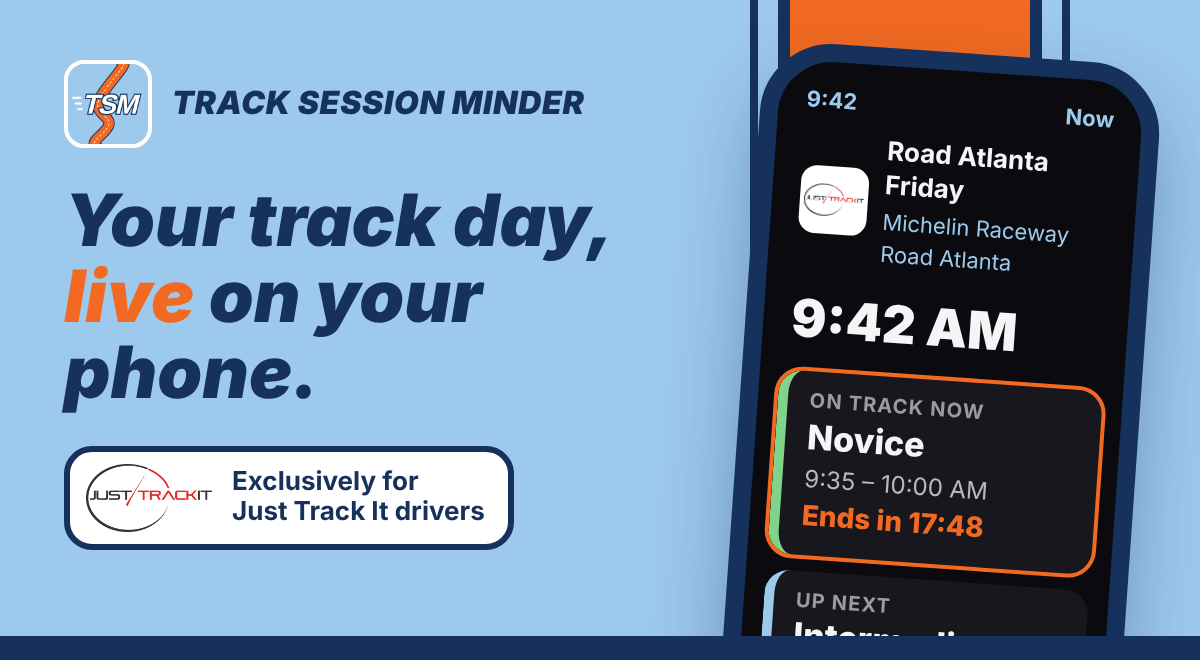 TSM
TRACK SESSION MINDER
Your track day,
live on your
phone.
JUST TRACKIT
Exclusively for
Just Track It drivers
9:42
Now
JUST TRACKIT
Road Atlanta
Friday
Michelin Raceway
Road Atlanta
9:42 AM
ON TRACK NOW
Novice
9:35 – 10:00 AM
Ends in 17:48
UP NEXT